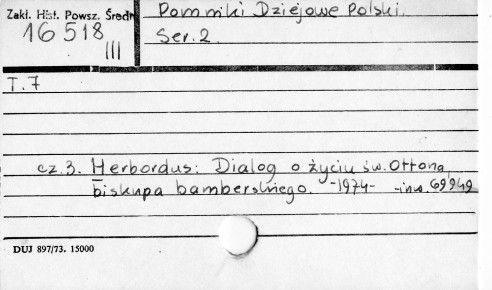 Zakł. Hist. Powsz. Średn
16 518
III
Pomniki Dziejowe Polski.
Ser. 2
T. 7
cz. 3. Herbordus: Dialog o życiu św. Ottona,
biskupa bamberskiego. -1974- -inw. 69949
DUJ 897/73. 15000